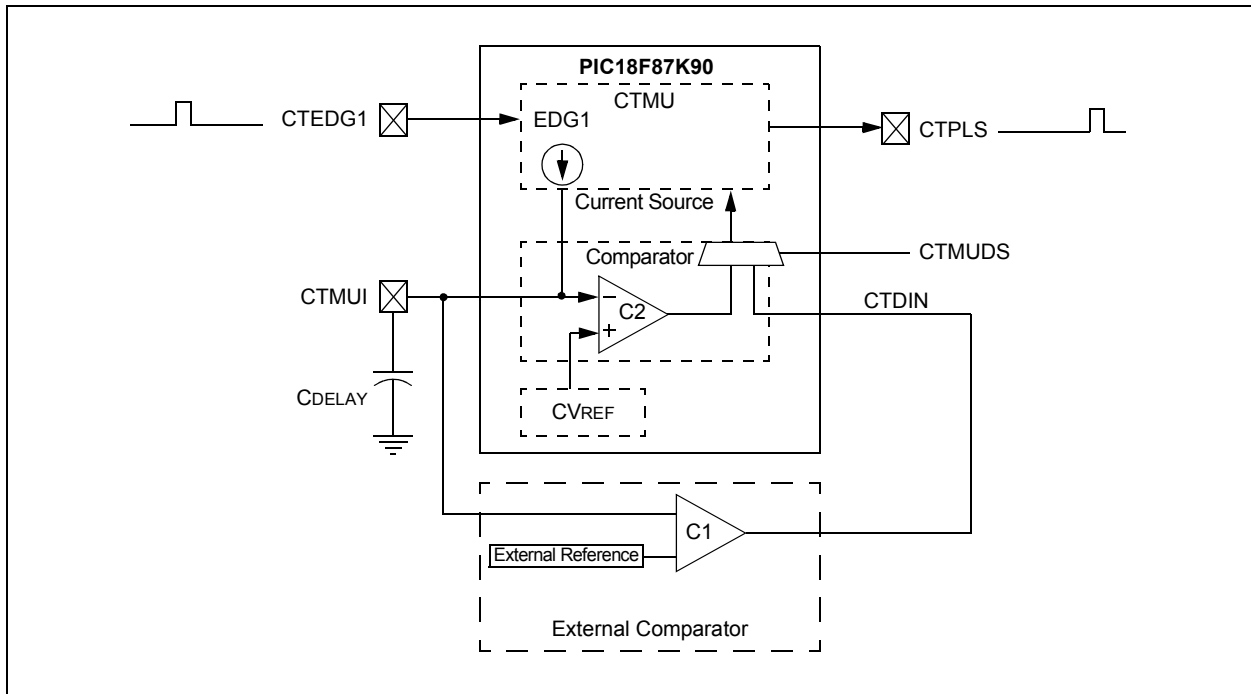 PIC18F87K90
CTMU
CTEDG1
EDG1
CTPLS
Current Source
Comparator
CTMUDS
CTMUI
C2
−
+
CTDIN
CDELAY
CVREF
C1
External Reference
External Comparator